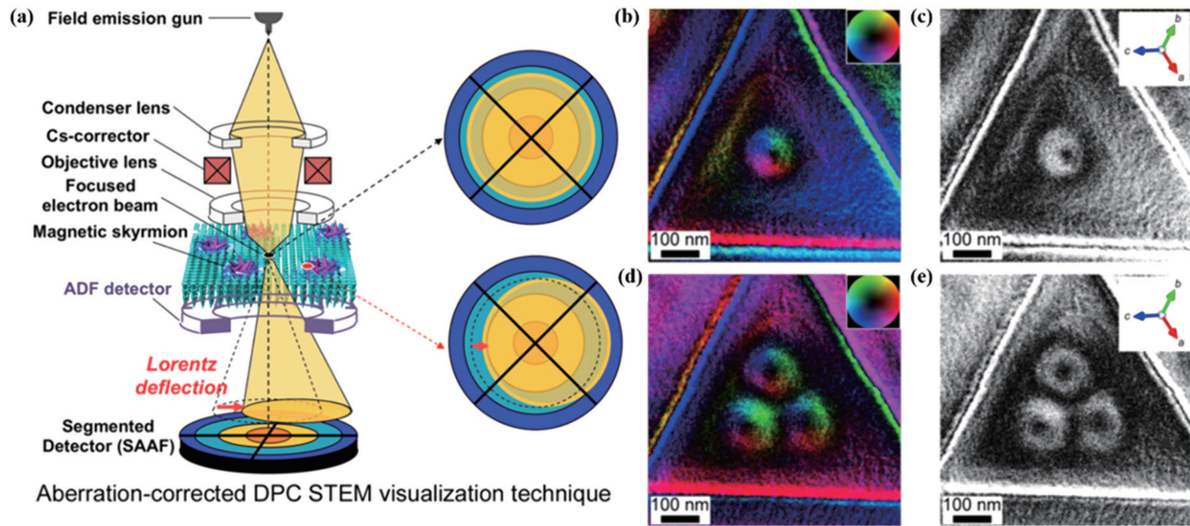 (a)
Field emission gun
Condenser lens
Cs-corrector
Objective lens
Focused
electron beam
Magnetic skyrmion
ADF detector
Lorentz
deflection
Segmented
Detector (SAAF)
Aberration-corrected DPC STEM visualization technique
(b)
100 nm
(c)
b
c
a
100 nm
(d)
100 nm
(e)
b
c
a
100 nm